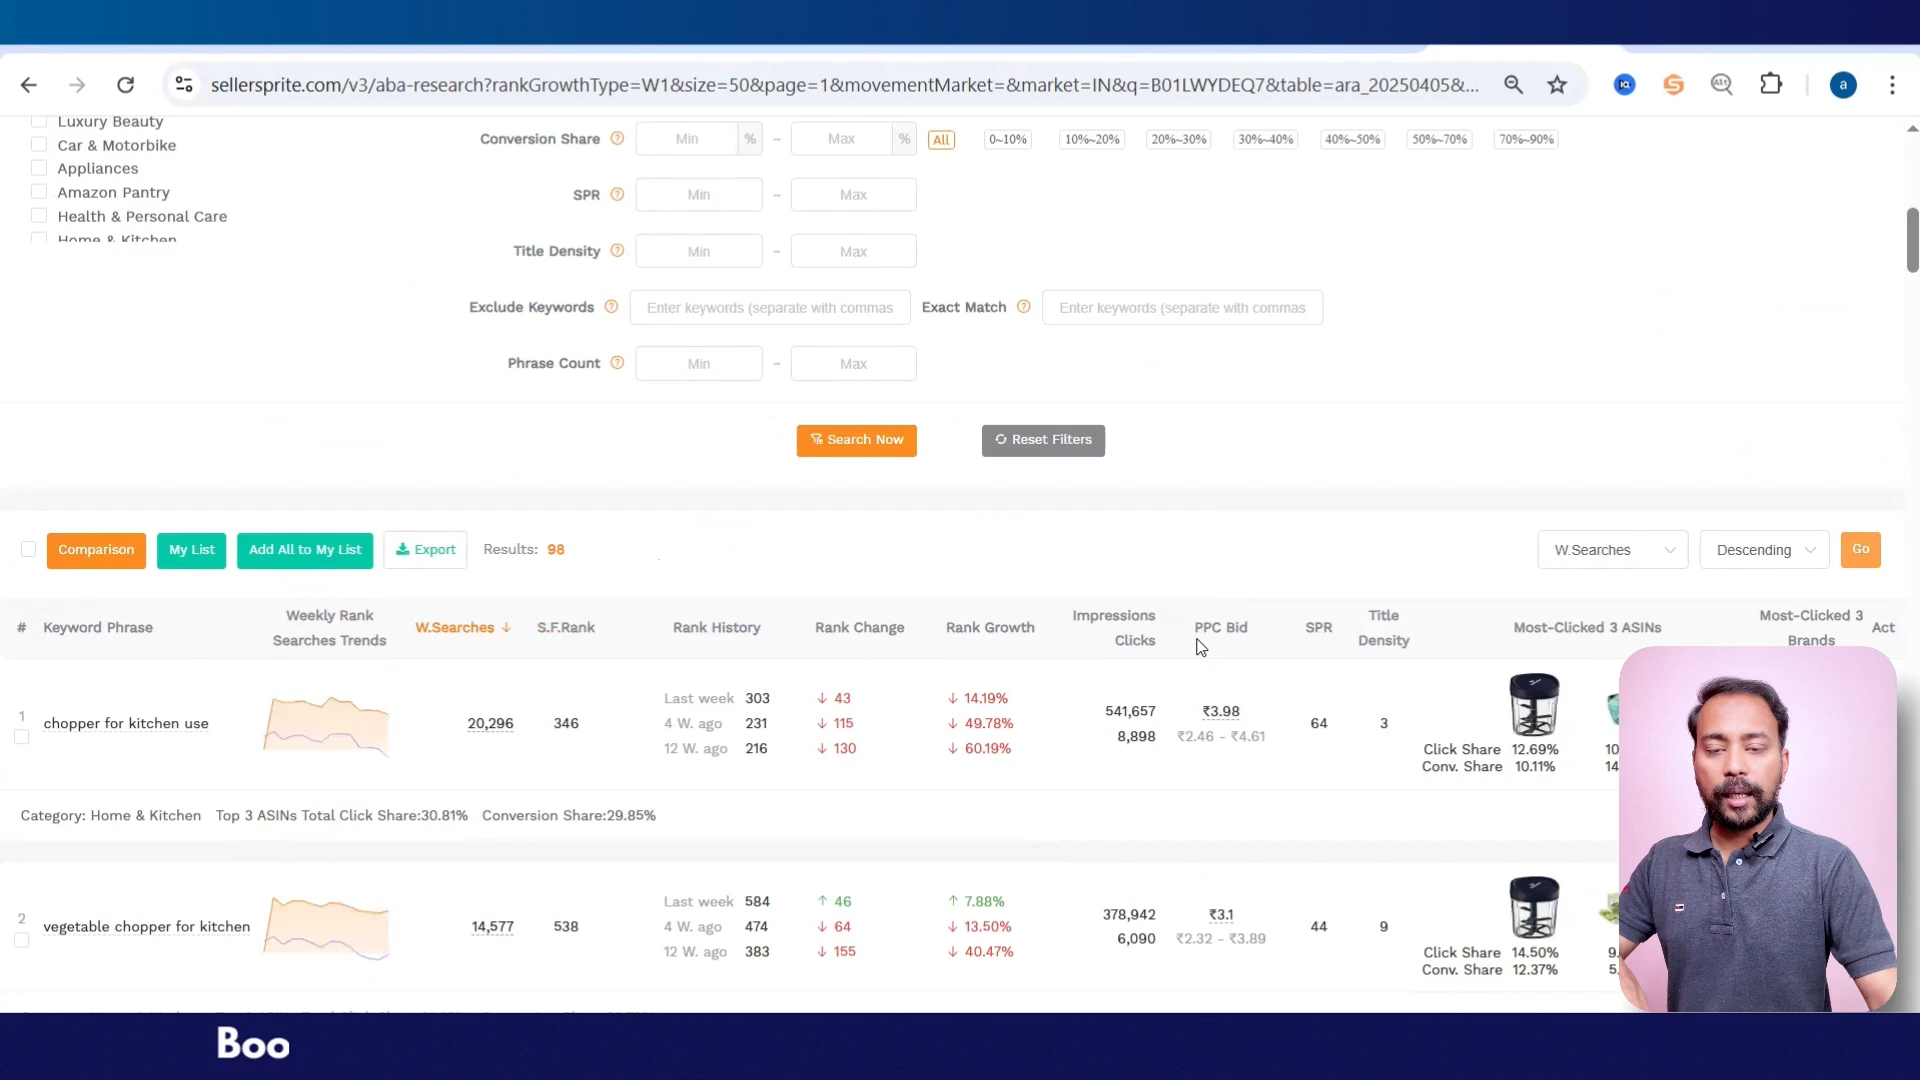 sellersprite.com/v3/aba-research?rankGrowthType=W1&size=50&page=1&movementMarket=&market=IN&q=B01LWYDEQ7&table=ara_20250405&...
a
Luxury Beauty
Car & Motorbike
Appliances
Amazon Pantry
Health & Personal Care
Home & Kitchen
Conversion Share Min % - Max % All 0~10% 10%~20% 20%~30% 30%~40% 40%~50% 50%~70% 70%~90%
SPR Min - Max
Title Density Min - Max
Exclude Keywords Enter keywords (separate with commas Exact Match Enter keywords (separate with commas
Phrase Count Min - Max
Search Now Reset Filters
Comparison My List Add All to My List Export Results: 98 W.Searches Descending Go
# Keyword Phrase Weekly Rank Searches Trends W.Searches ↓ S.F.Rank Rank History Rank Change Rank Growth Impressions Clicks PPC Bid SPR Title Density Most-Clicked 3 ASINs Most-Clicked 3 Brands Act
1 chopper for kitchen use 20,296 346
Last week 303 ↓ 43 ↓ 14.19%
4 W. ago 231 ↓ 115 ↓ 49.78%
12 W. ago 216 ↓ 130 ↓ 60.19%
541,657 ₹3.98 64 3
8,898 ₹2.46 - ₹4.61
Click Share 12.69% 10
Conv. Share 10.11% 14
Category: Home & Kitchen Top 3 ASINs Total Click Share:30.81% Conversion Share:29.85%
2 vegetable chopper for kitchen 14,577 538
Last week 584 ↑ 46 ↑ 7.88%
4 W. ago 474 ↓ 64 ↓ 13.50%
12 W. ago 383 ↓ 155 ↓ 40.47%
378,942 ₹3.1 44 9
6,090 ₹2.32 - ₹3.89
Click Share 14.50% 9.
Conv. Share 12.37% 5.
Boo